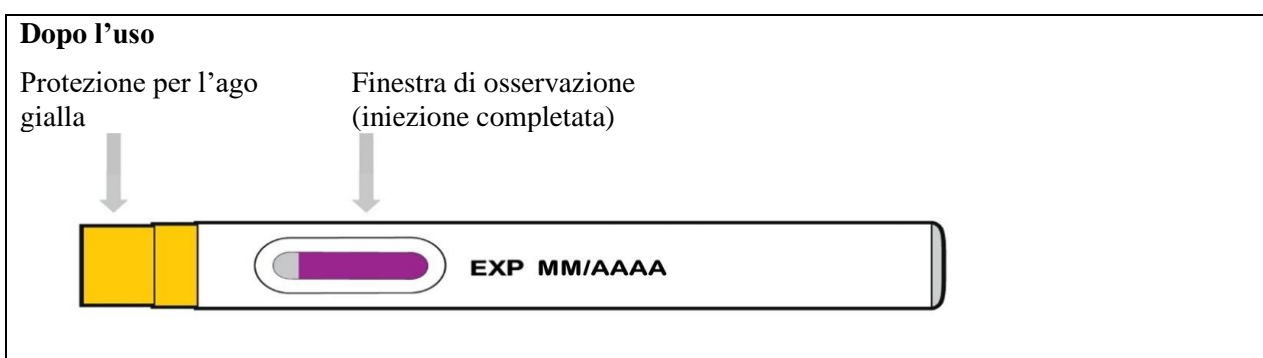 Dopo l’uso
Protezione per l’ago
gialla
Finestra di osservazione
(iniezione completata)
EXP MM/AAAA